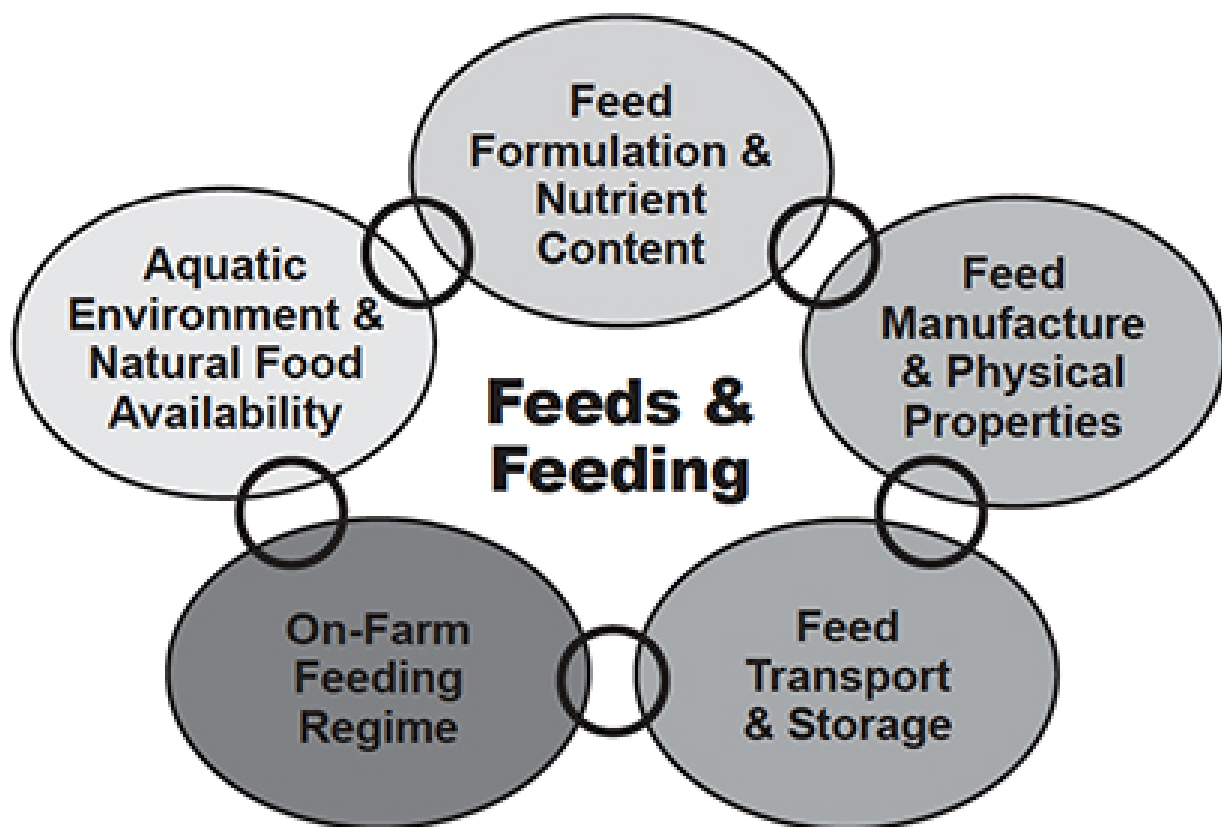 Feed
Formulation &
Nutrient
Content
Aquatic
Environment &
Natural Food
Availability
Feed
Manufacture
& Physical
Properties
Feeds &
Feeding
On-Farm
Feeding
Regime
Feed
Transport
& Storage